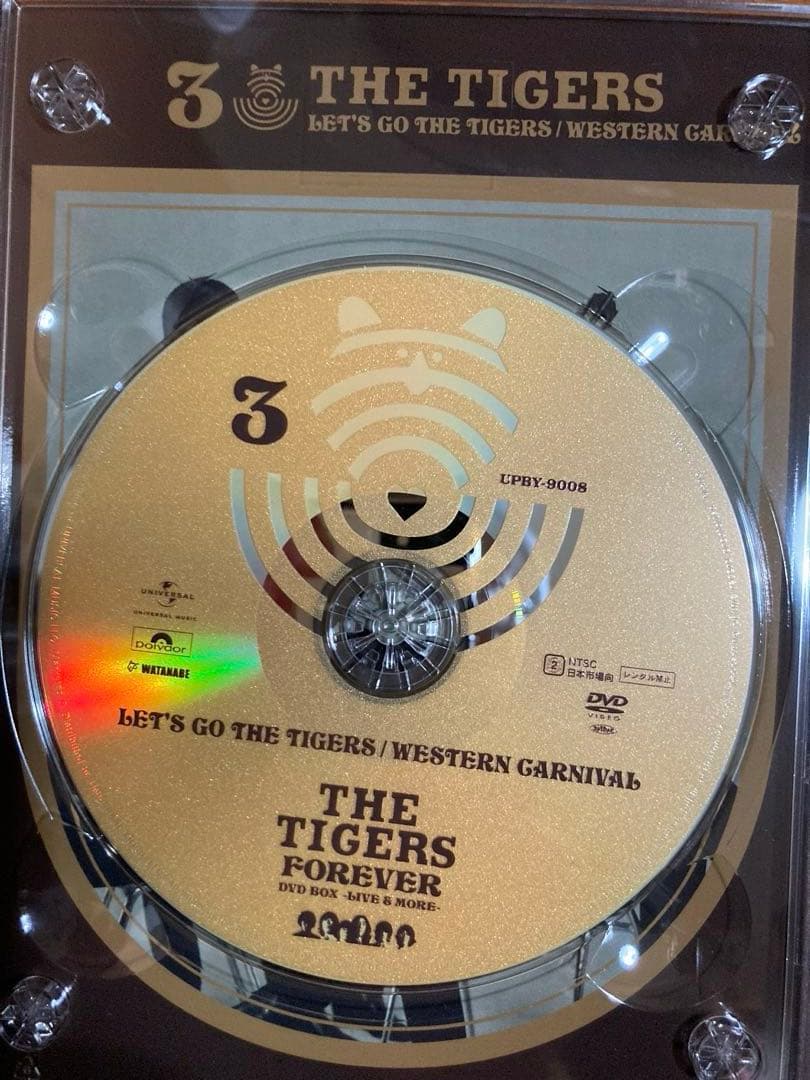 3 THE TIGERS
LET'S GO THE TIGERS / WESTERN CARNIVAL
3
UPBY-9008
UNIVERSAL
UNIVERSAL MUSIC
polydor
WATANABE
2 NTSC
日本市場向
レンタル禁止
DVD
VIDEO
LET'S GO THE TIGERS / WESTERN CARNIVAL
THE
TIGERS
FOREVER
DVD BOX -LIVE & MORE-